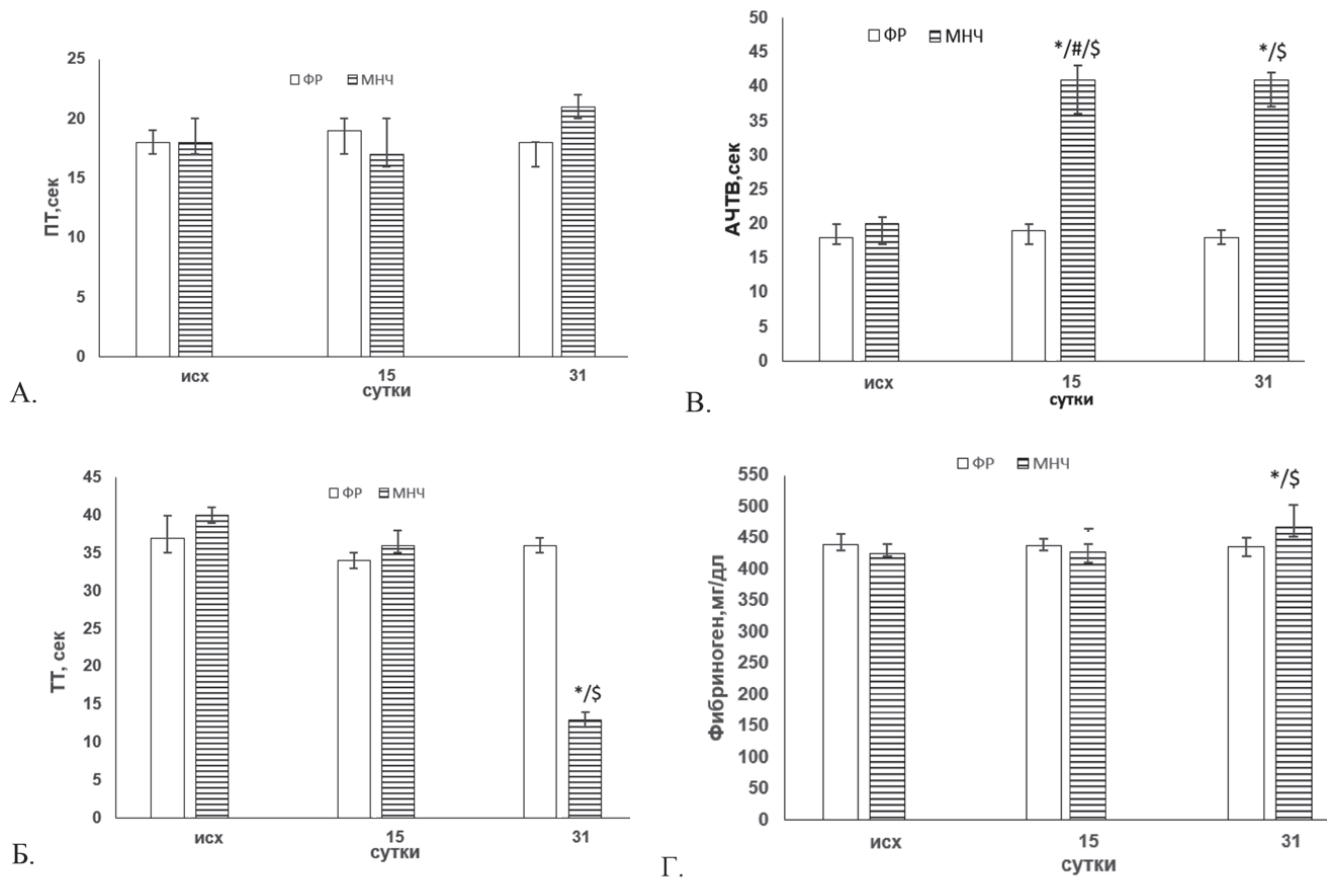 ФР МНЧ
ПТ,сек
25
20
15
10
5
0
исх 15 31
сутки
А.
ФР МНЧ
АЧТВ,сек
50
45
40
35
30
25
20
15
10
5
0
*/#/$
*/$
исх 15 31
сутки
В.
ФР МНЧ
ТТ, сек
45
40
35
30
25
20
15
10
5
0
*/$
исх 15 31
сутки
Б.
ФР МНЧ
Фибриноген,мг/дл
550
500
450
400
350
300
250
200
150
100
50
0
*/$
исх 15 31
сутки
Г.